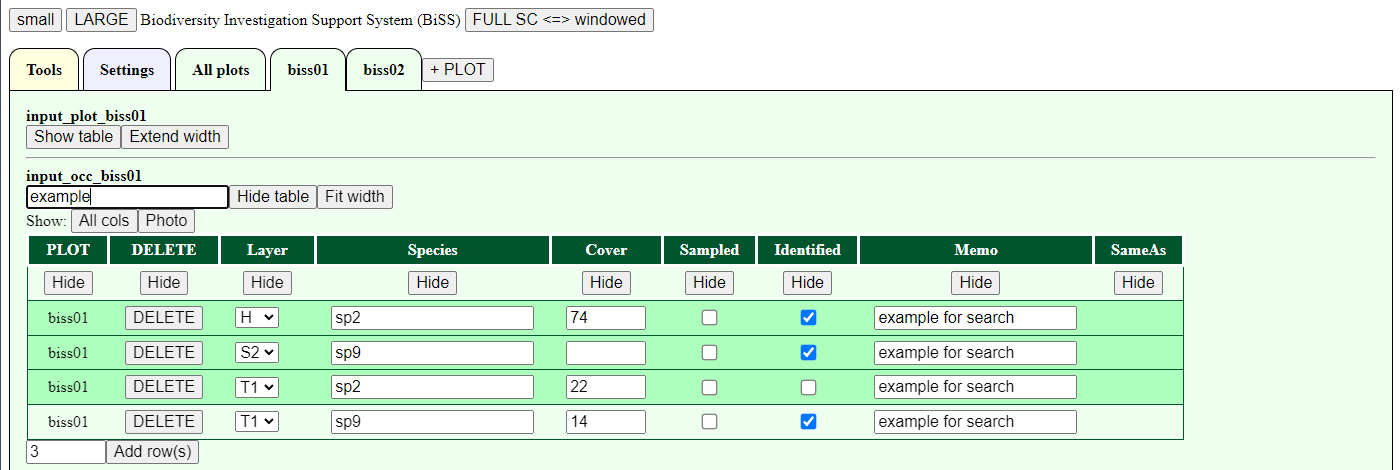 small LARGE Biodiversity Investigation Support System (BiSS) FULL SC <=> windowed
Tools Settings All plots biss01 biss02 + PLOT
input_plot_biss01
Show table Extend width
input_occ_biss01
example Hide table Fit width
Show: All cols Photo
PLOT DELETE Layer Species Cover Sampled Identified Memo SameAs
Hide Hide Hide Hide Hide Hide Hide Hide Hide
biss01 DELETE H sp2 74 example for search
biss01 DELETE S2 sp9 example for search
biss01 DELETE T1 sp2 22 example for search
biss01 DELETE T1 sp9 14 example for search
3 Add row(s)